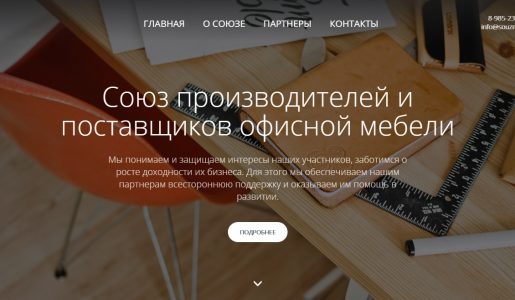 ГЛАВНАЯ О СОЮЗЕ ПАРТНЕРЫ КОНТАКТЫ
8-985-23
info@souzm
Союз производителей и
поставщиков офисной мебели
Мы понимаем и защищаем интересы наших участников, заботимся о
росте доходности их бизнеса. Для этого мы обеспечиваем нашим
партнерам всестороннюю поддержку и оказываем им помощь в
развитии.
ПОДРОБНЕЕ